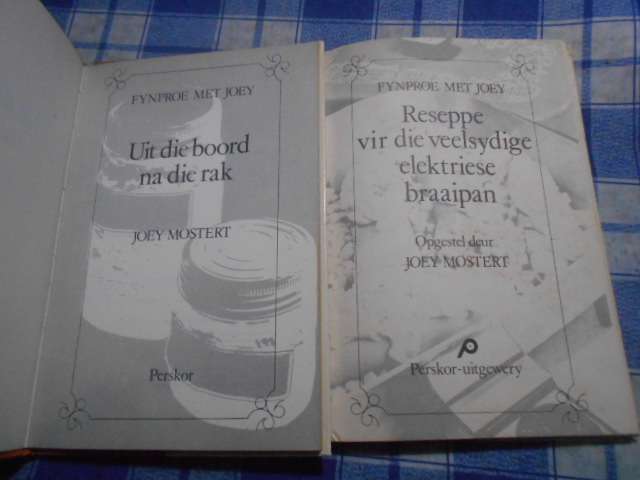 FYNPROE MET JOEY
Uit die boord
na die rak
JOEY MOSTERT
Perskor
FYNPROE MET JOEY
Reseppe
vir die veelsydige
elektriese
braaipan
Opgestel deur
JOEY MOSTERT
Perskor-uitgewery